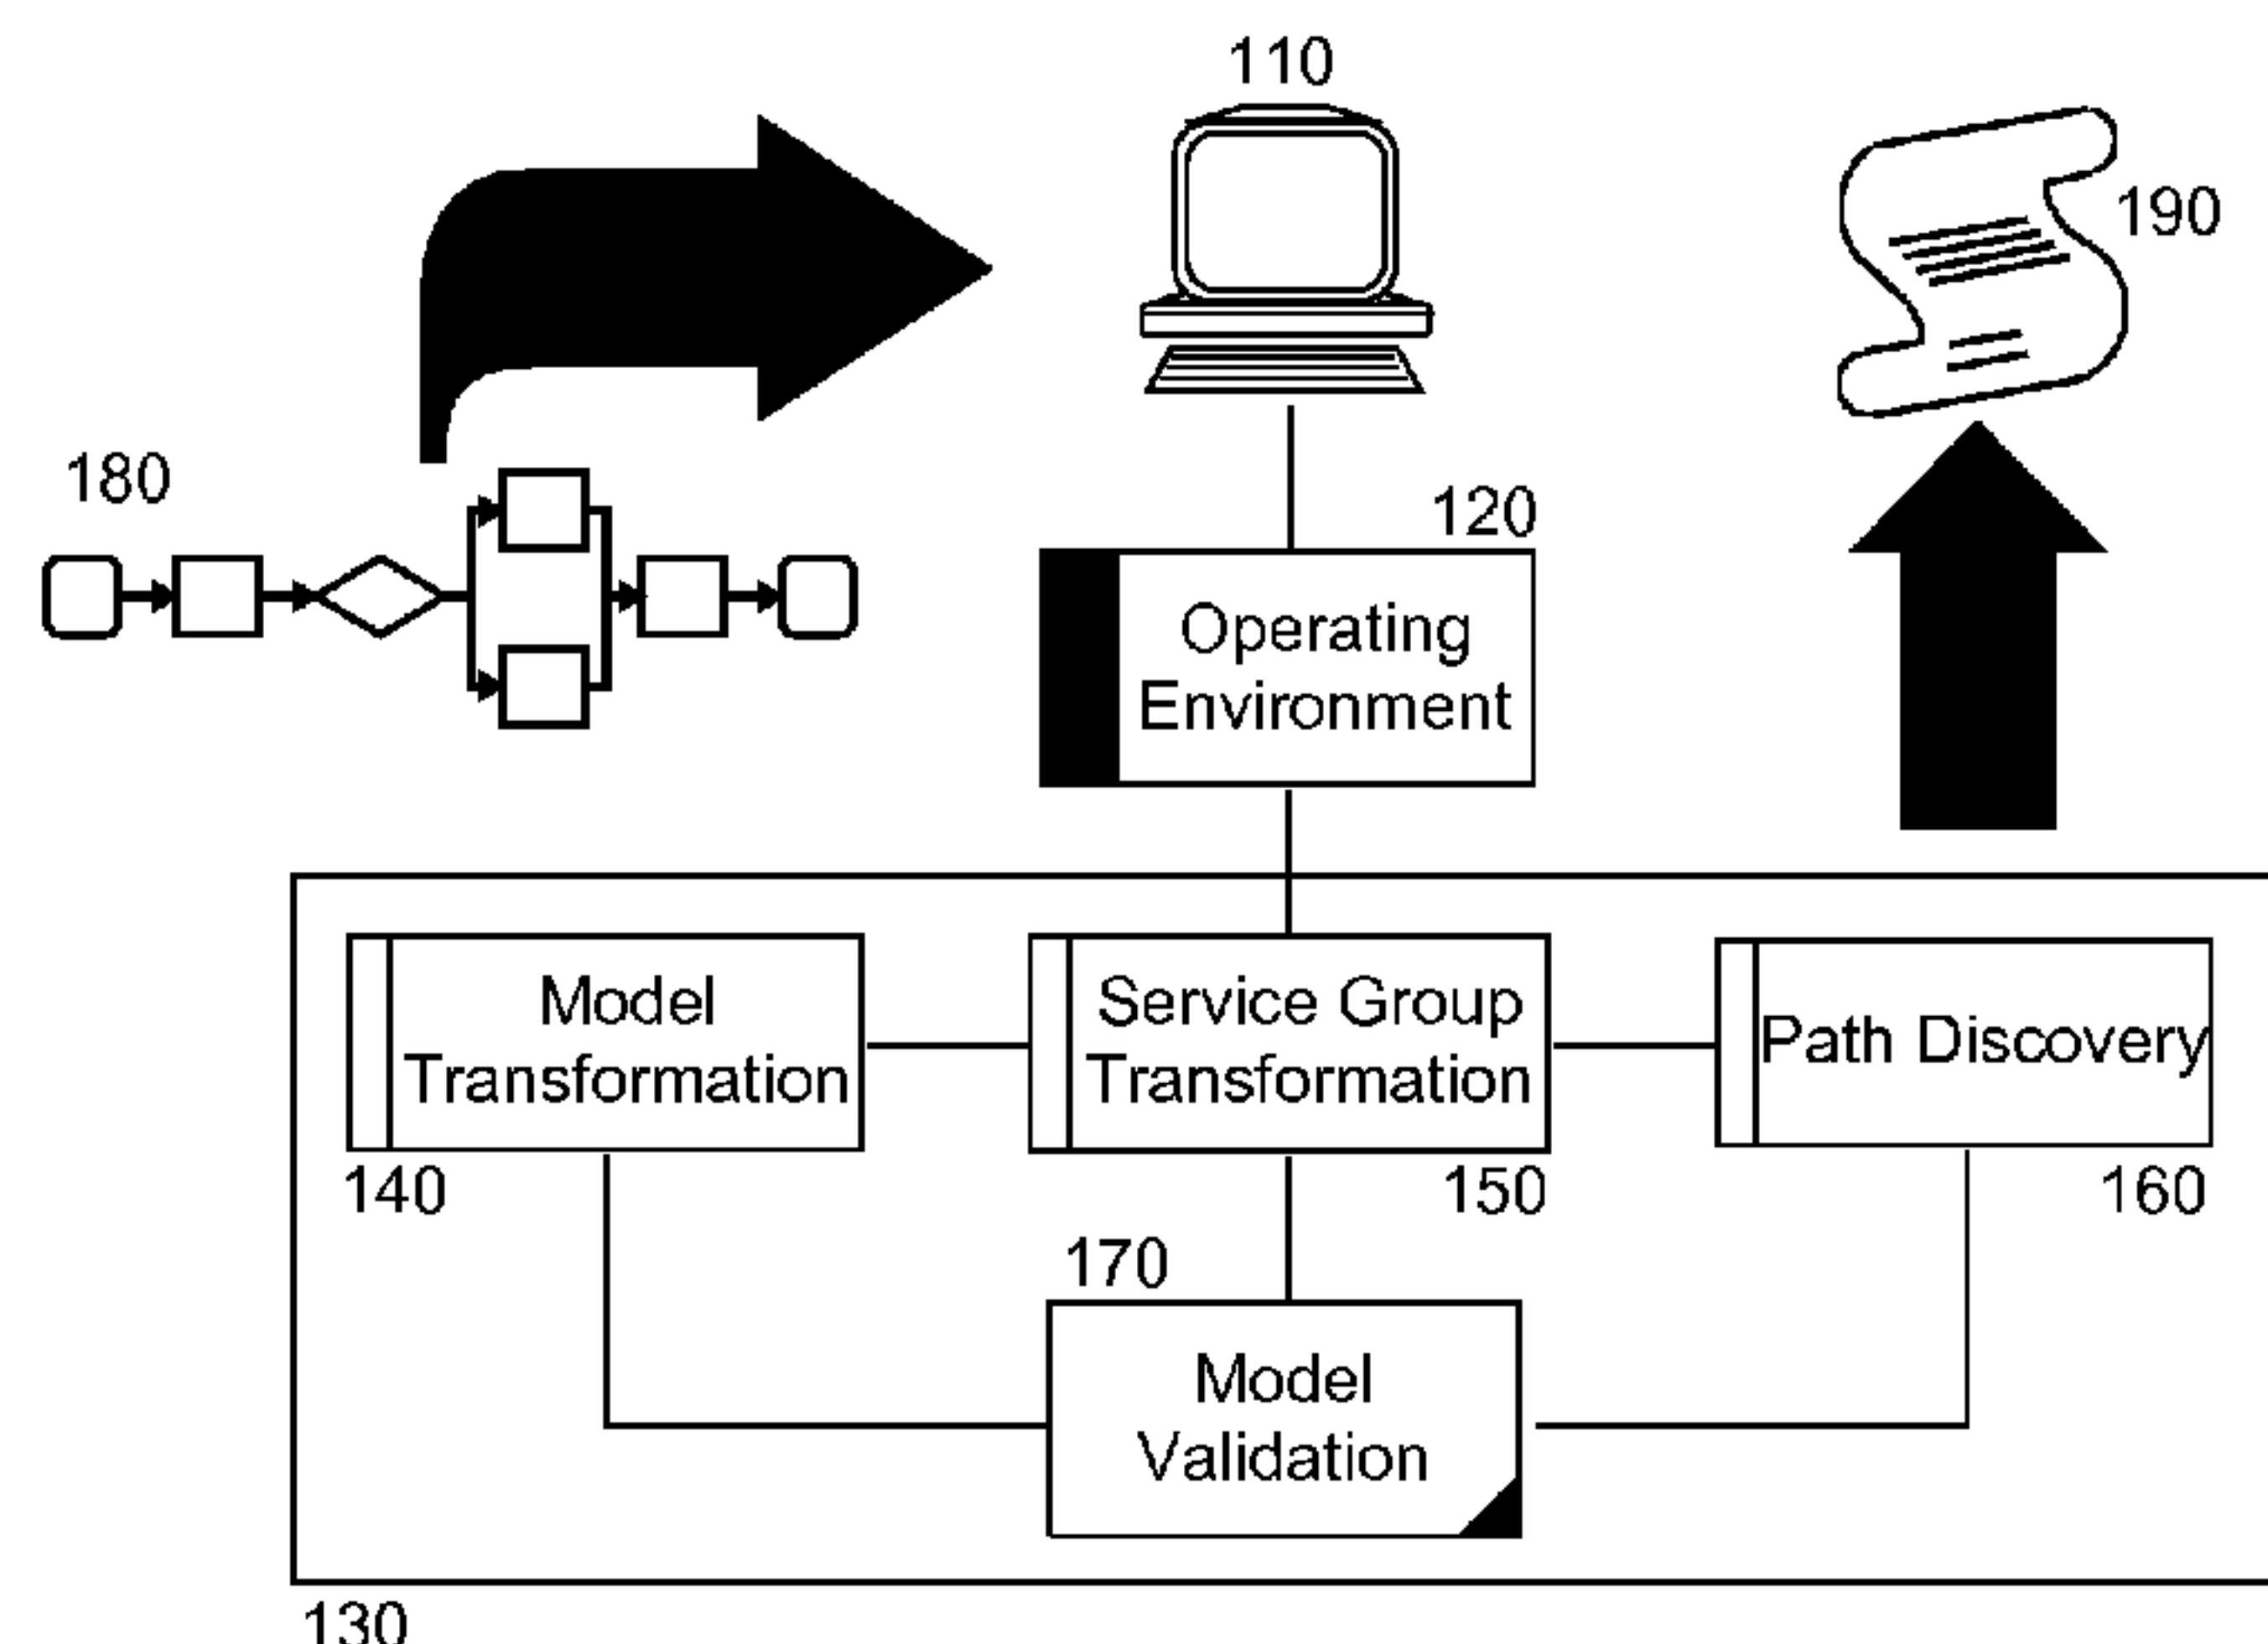 110
190
180
120
Operating
Environment
Model
Transformation
Service Group
Transformation
Path Discovery
140
150
160
170
Model
Validation
130